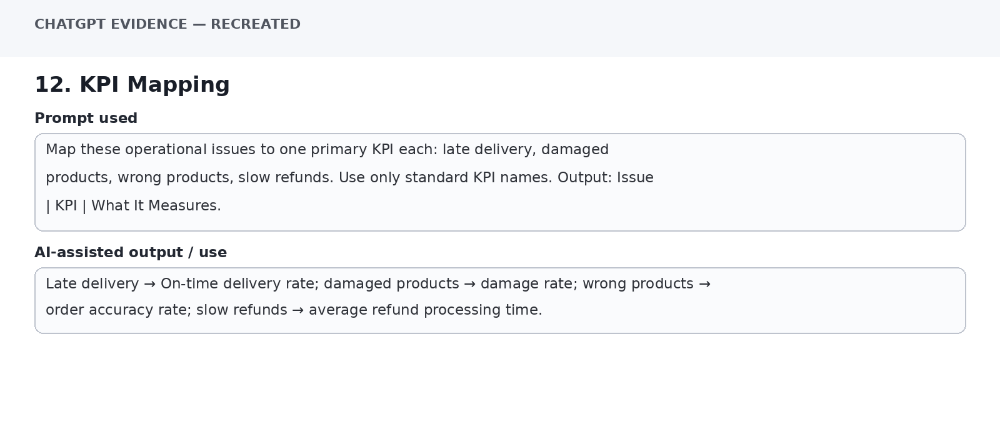 CHATGPT EVIDENCE — RECREATED
12. KPI Mapping
Prompt used
Map these operational issues to one primary KPI each: late delivery, damaged
products, wrong products, slow refunds. Use only standard KPI names. Output: Issue
| KPI | What It Measures.
AI-assisted output / use
Late delivery → On-time delivery rate; damaged products → damage rate; wrong products →
order accuracy rate; slow refunds → average refund processing time.